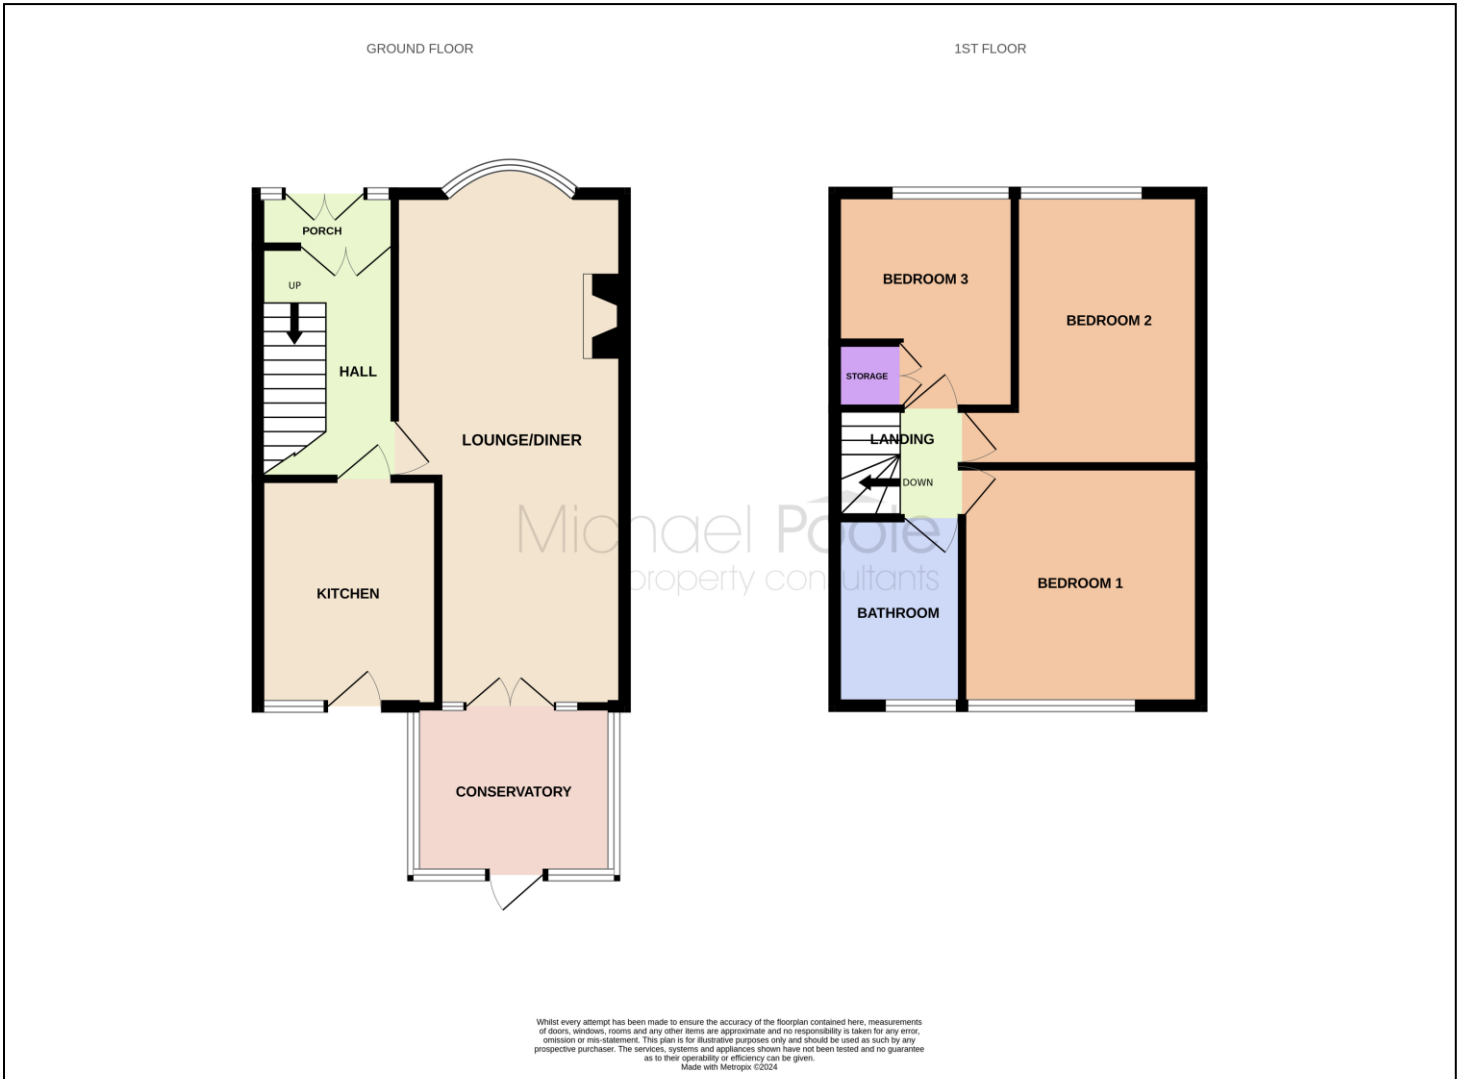 GROUND FLOOR
1ST FLOOR
PORCH
UP
HALL
LOUNGE/DINER
KITCHEN
CONSERVATORY
BEDROOM 3
BEDROOM 2
STORAGE
LANDING
DOWN
BEDROOM 1
BATHROOM
Michael Poole
property consultants
Whilst every attempt has been made to ensure the accuracy of the floorplan contained here, measurements
of doors, windows, rooms and any other items are approximate and no responsibility is taken for any error,
omission or mis-statement. This plan is for illustrative purposes only and should be used as such by any
prospective purchaser. The services, systems and appliances shown have not been tested and no guarantee
as to their operability or efficiency can be given.
Made with Metropix ©2024